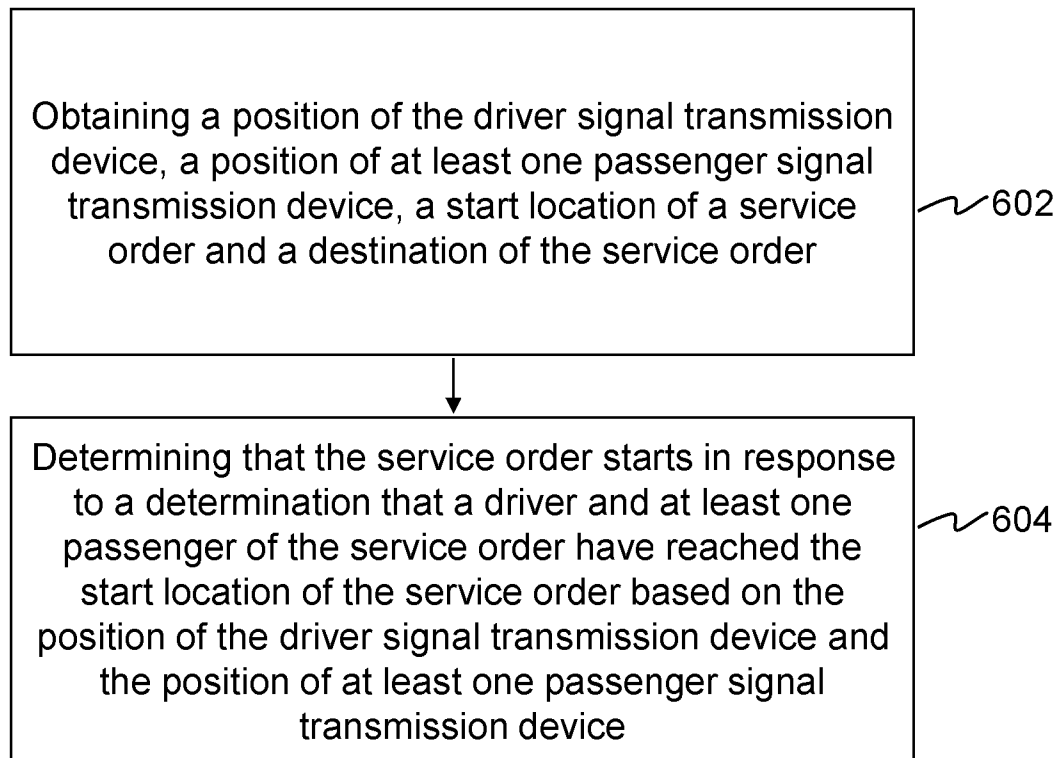 Obtaining a position of the driver signal transmission
device, a position of at least one passenger signal
transmission device, a start location of a service
order and a destination of the service order
602
Determining that the service order starts in response
to a determination that a driver and at least one
passenger of the service order have reached the
start location of the service order based on the
position of the driver signal transmission device and
the position of at least one passenger signal
transmission device
604